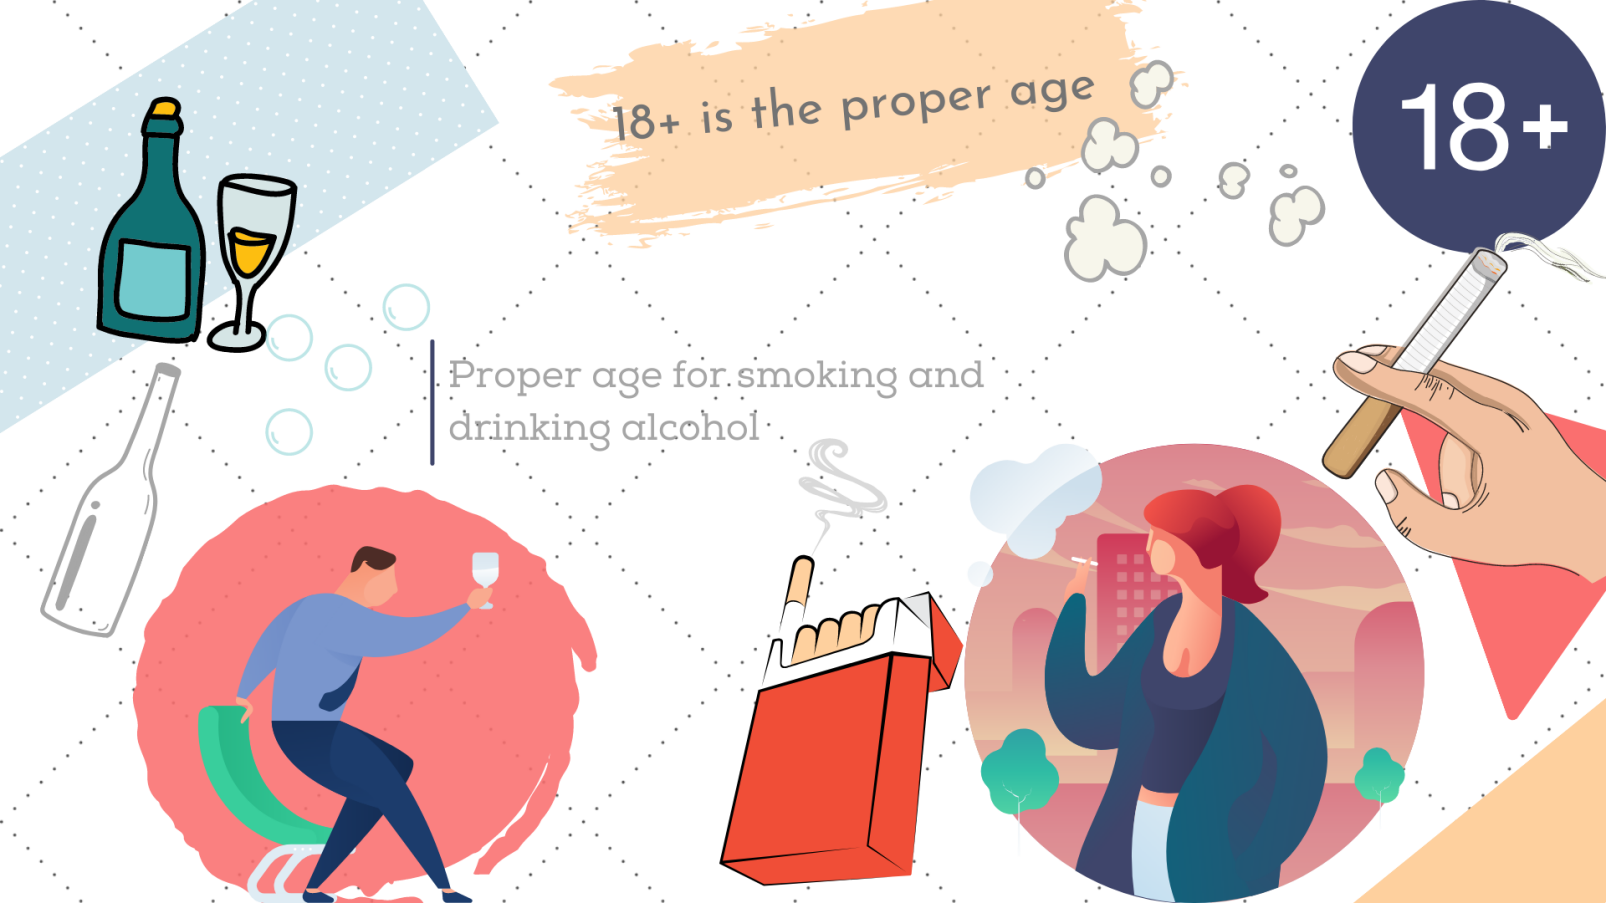 18+ is the proper age
18+
Proper age for smoking and
drinking alcohol